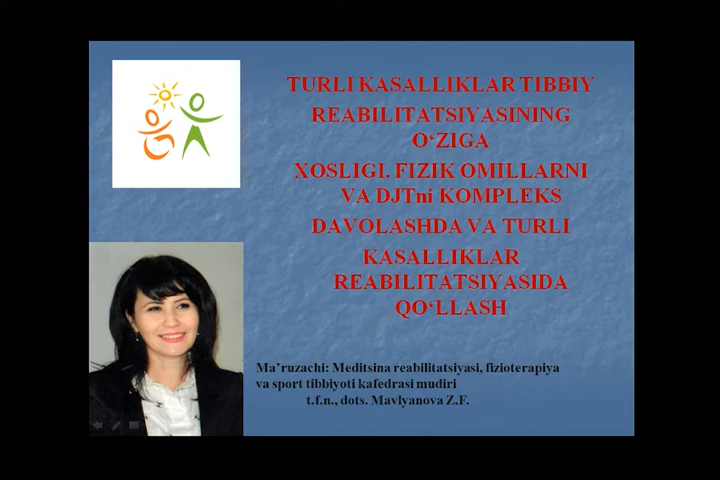 TURLI KASALLIKLAR TIBBIY
REABILITATSIYASINING
O‘ZIGA
XOSLIGI. FIZIK OMILLARNI
VA DJTni KOMPLEKS
DAVOLASHDA VA TURLI
KASALLIKLAR
REABILITATSIYASIDA
QO‘LLASH
Ma’ruzachi: Meditsina reabilitatsiyasi, fizioterapiya
va sport tibbiyoti kafedrasi mudiri
t.f.n., dots. Mavlyanova Z.F.